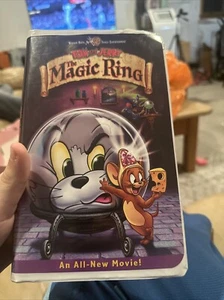 TOM AND JERRY
The
Magic Ring
An All-New Movie!